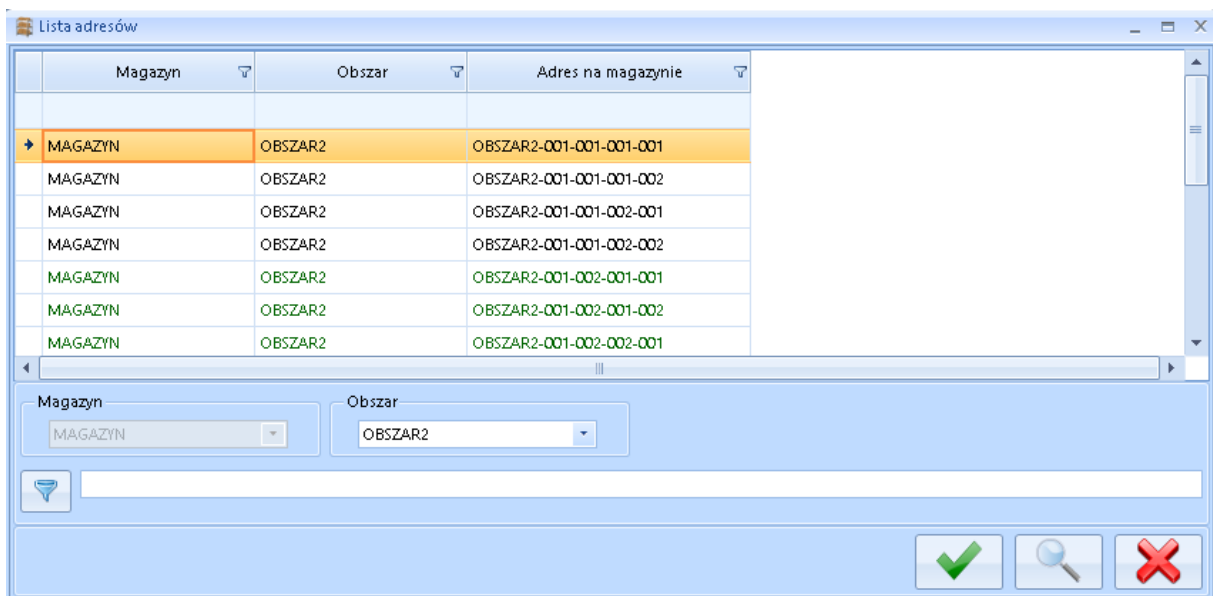 Lista adresów
Magazyn Obszar Adres na magazynie
MAGAZYN OBSZAR2 OBSZAR2-001-001-001-001
MAGAZYN OBSZAR2 OBSZAR2-001-001-001-002
MAGAZYN OBSZAR2 OBSZAR2-001-001-002-001
MAGAZYN OBSZAR2 OBSZAR2-001-001-002-002
MAGAZYN OBSZAR2 OBSZAR2-001-002-001-001
MAGAZYN OBSZAR2 OBSZAR2-001-002-001-002
MAGAZYN OBSZAR2 OBSZAR2-001-002-002-001
Magazyn Obszar
MAGAZYN OBSZAR2